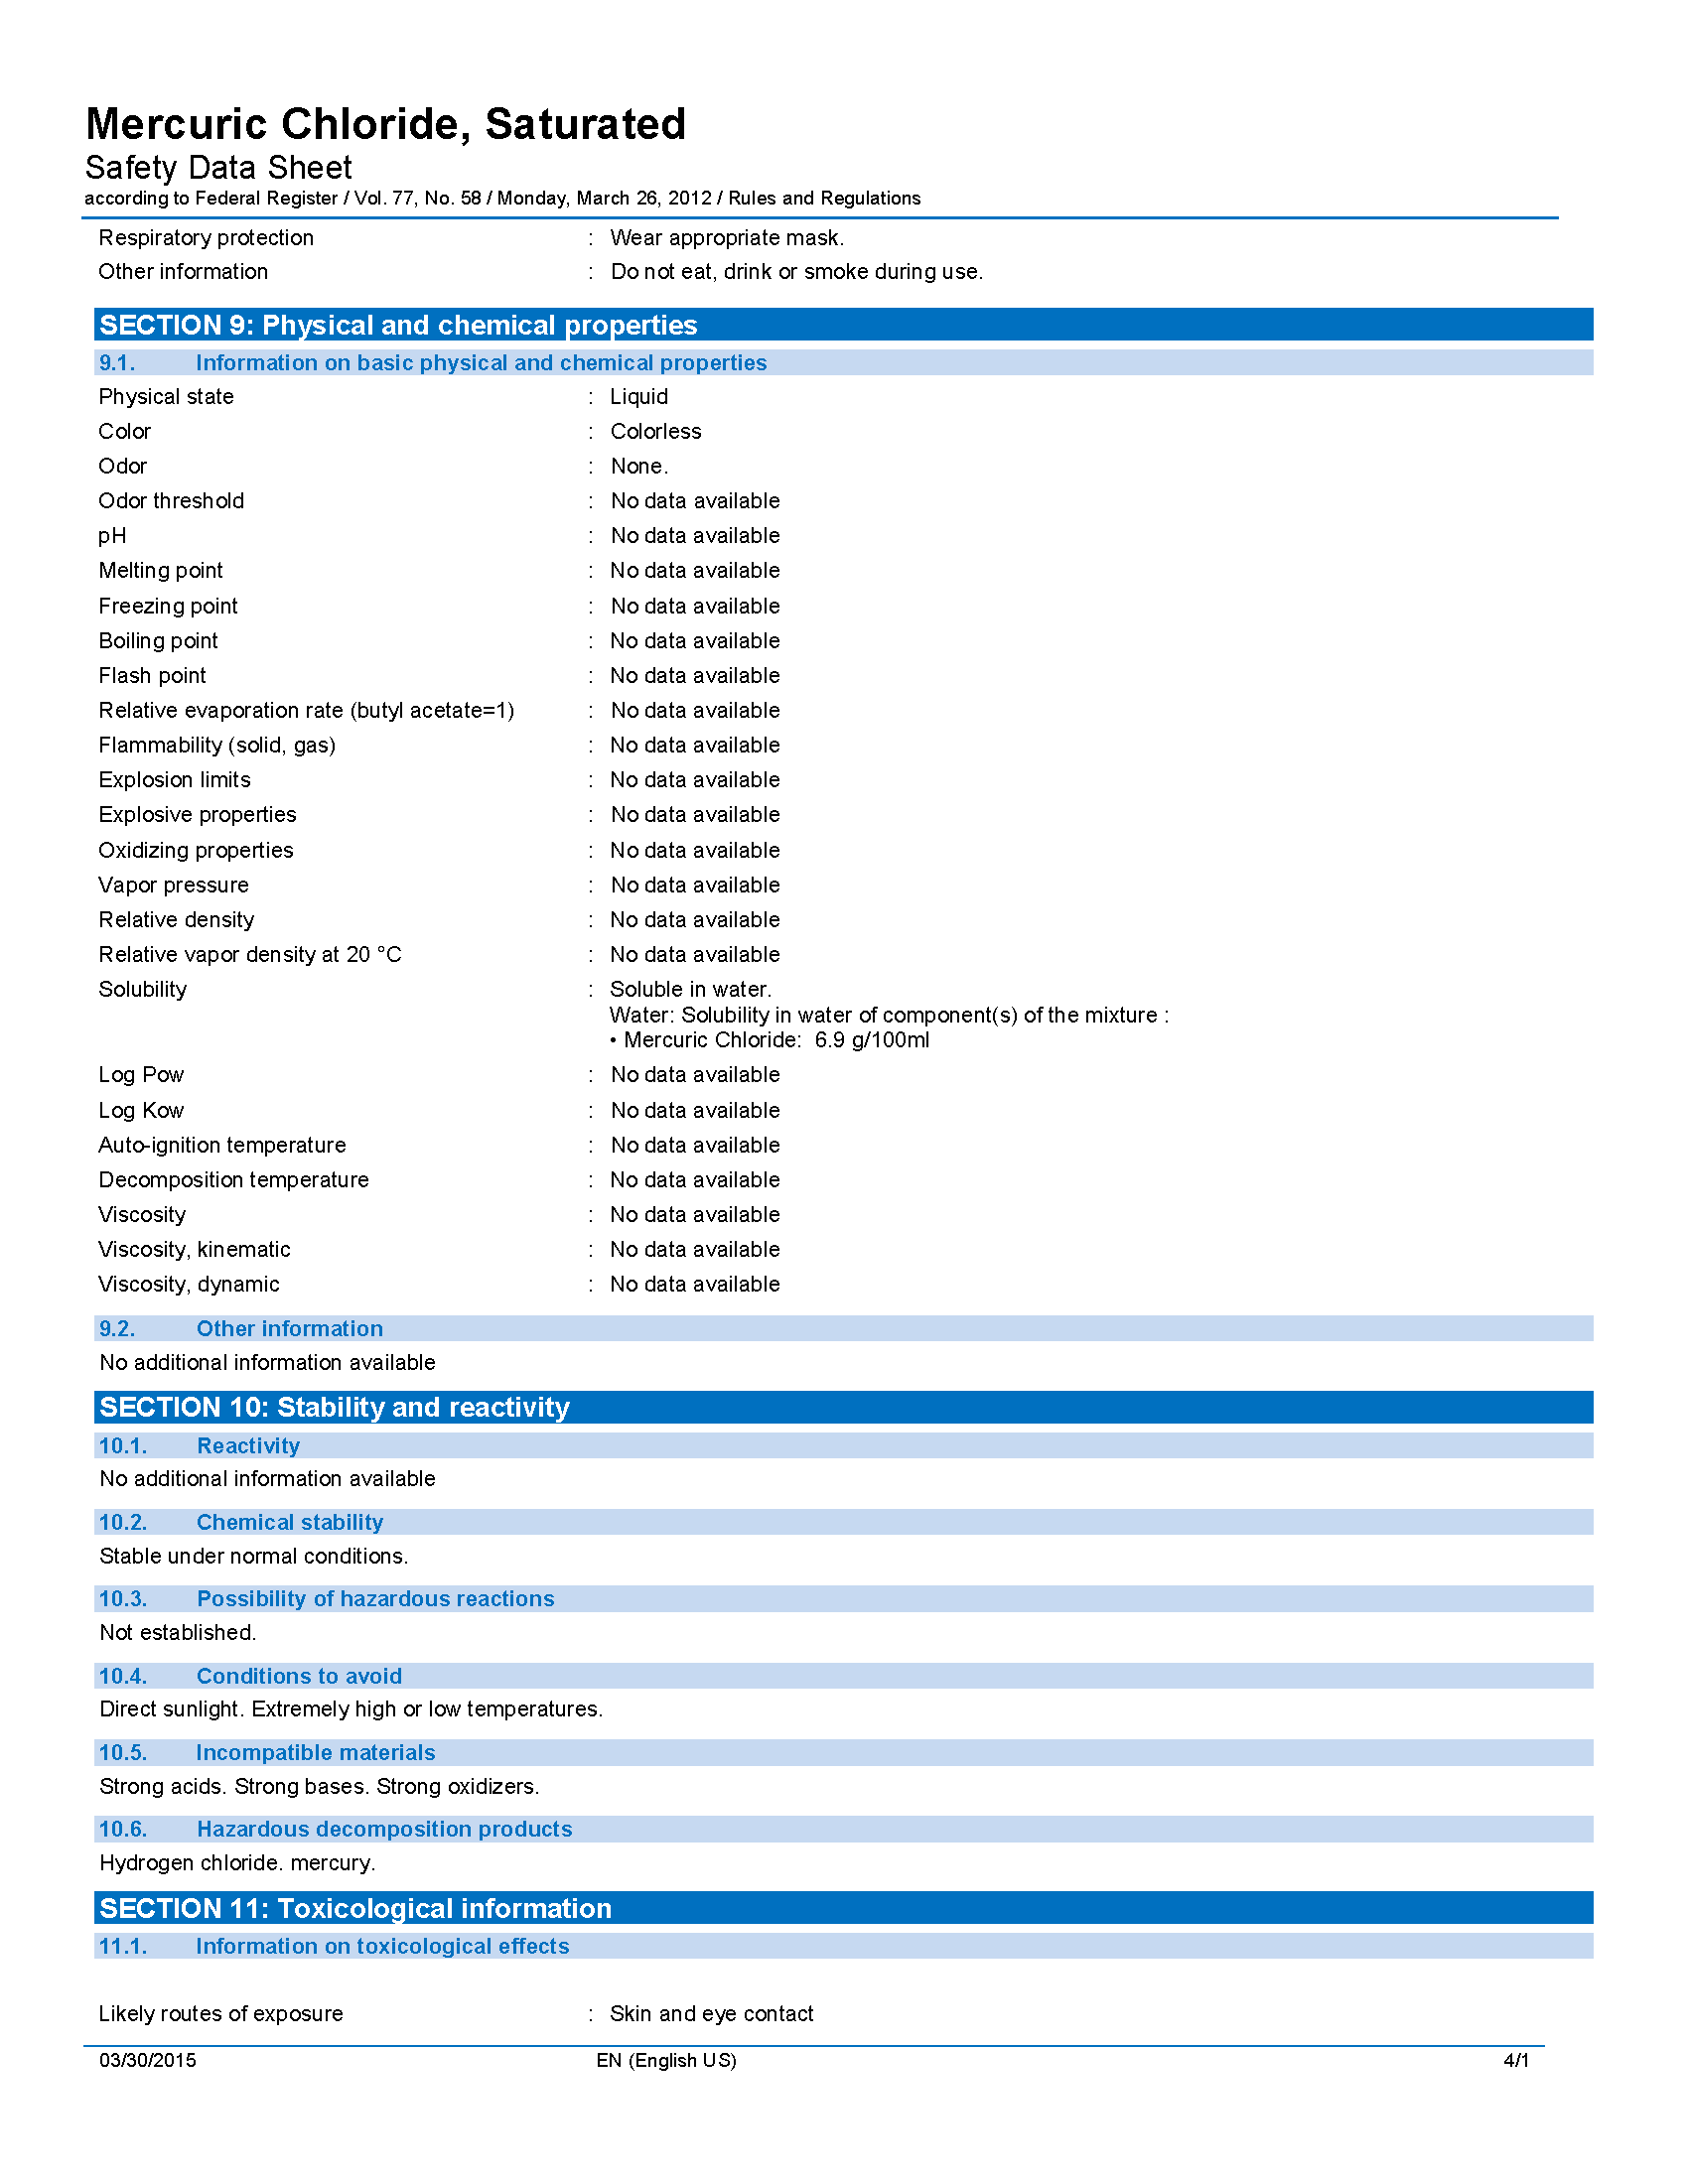 Mercuric Chloride, Saturated
Safety Data Sheet
according to Federal Register / Vol. 77, No. 58 / Monday, March 26, 2012 / Rules and Regulations
Respiratory protection : Wear appropriate mask.
Other information : Do not eat, drink or smoke during use.
SECTION 9: Physical and chemical properties
9.1. Information on basic physical and chemical properties
Physical state : Liquid
Color : Colorless
Odor : None.
Odor threshold : No data available
pH : No data available
Melting point : No data available
Freezing point : No data available
Boiling point : No data available
Flash point : No data available
Relative evaporation rate (butyl acetate=1) : No data available
Flammability (solid, gas) : No data available
Explosion limits : No data available
Explosive properties : No data available
Oxidizing properties : No data available
Vapor pressure : No data available
Relative density : No data available
Relative vapor density at 20 °C : No data available
Solubility : Soluble in water.
Water: Solubility in water of component(s) of the mixture :
• Mercuric Chloride: 6.9 g/100ml
Log Pow : No data available
Log Kow : No data available
Auto-ignition temperature : No data available
Decomposition temperature : No data available
Viscosity : No data available
Viscosity, kinematic : No data available
Viscosity, dynamic : No data available
9.2. Other information
No additional information available
SECTION 10: Stability and reactivity
10.1. Reactivity
No additional information available
10.2. Chemical stability
Stable under normal conditions.
10.3. Possibility of hazardous reactions
Not established.
10.4. Conditions to avoid
Direct sunlight. Extremely high or low temperatures.
10.5. Incompatible materials
Strong acids. Strong bases. Strong oxidizers.
10.6. Hazardous decomposition products
Hydrogen chloride. mercury.
SECTION 11: Toxicological information
11.1. Information on toxicological effects
Likely routes of exposure : Skin and eye contact
03/30/2015 EN (English US) 4/1